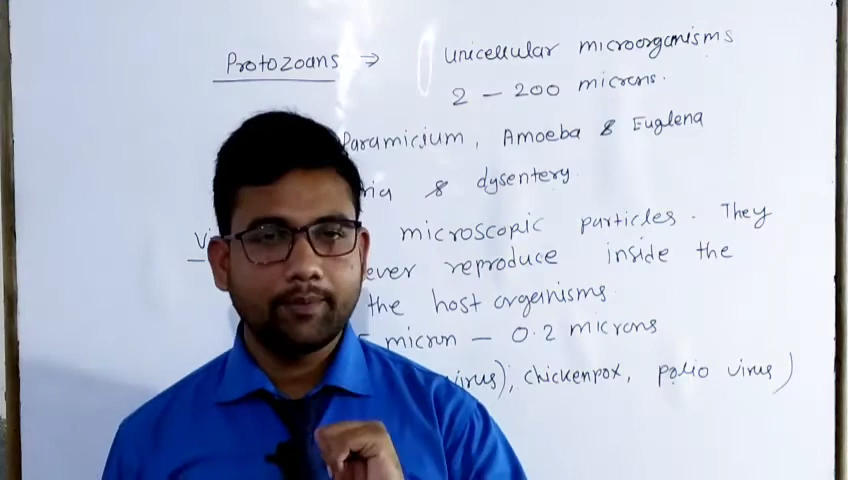 Protozoans ⇒ Unicellular microorganisms
2 - 200 microns.
Paramicium, Amoeba & Euglena
& dysentery
microscopic particles. They
ever reproduce inside the
the host organisms
micron - 0.2 microns
virus), chickenpox, polio virus)